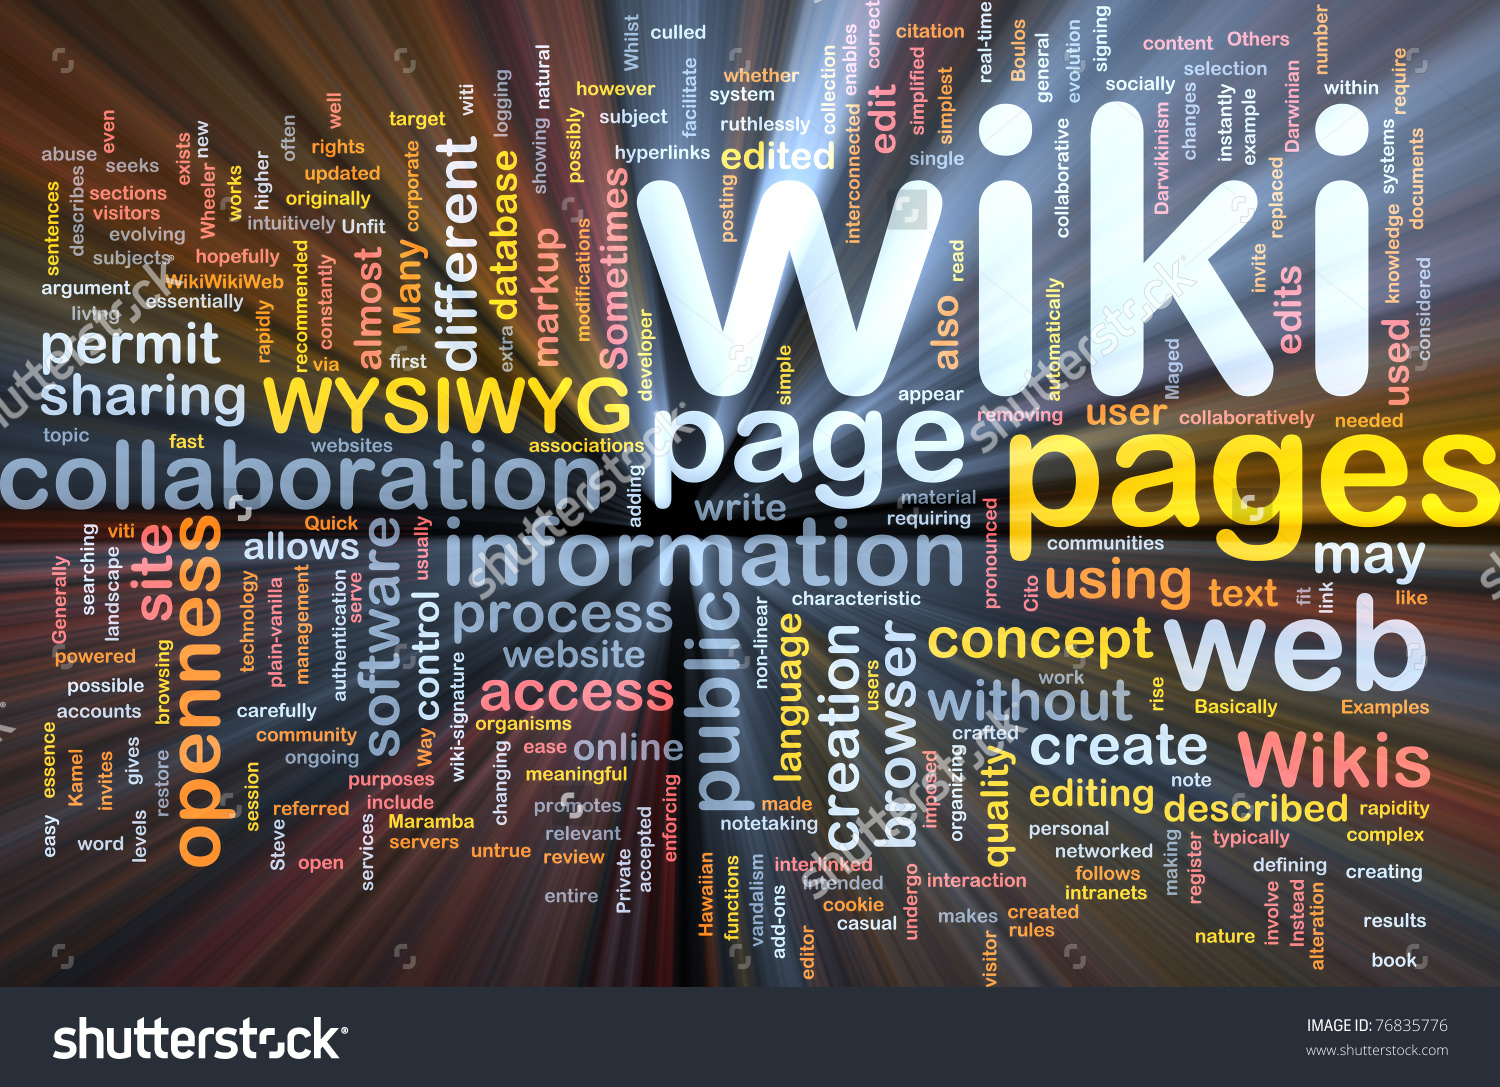 Whilst
culled
citation
real-time
Boulos
general
evolution
signing
content
Others
number
correct
enables
collection
whether
system
facilitate
simplified
simplest
socially
selection
within
require
natural
however
logging
witi
showing
possibly
subject
ruthlessly
hyperlinks
edited
edit
interconnected
single
posting
collaborative
Darwikinism
changes
instantly
example
Darwinian
replaced
systems
documents
well
target
often
rights
updated
originally
corporate
even
abuse
seeks
exists
new
Wheeler
works
higher
describes
sentences
sections
visitors
evolving
intuitively
Unfit
subjects
hopefully
WikiWikiWeb
essentially
argument
living
rapidly
recommended
constantly
via
almost
Many
first
different
database
extra
markup
modifications
Sometimes
developer
wiki
read
also
simple
automatically
invite
edits
knowledge
considered
used
Maged
appear
permit
sharing
WYSIWYG
page
removing
user
collaboratively
needed
topic
fast
websites
associations
collaboration
adding
write
material
requiring
pages
pronounced
communities
may
viti
Quick
site
openness
searching
landscape
Generally
allows
software
usually
information
characteristic
Cito
using
text
fit
link
like
technology
plain-vanilla
management
authentication
serve
control
process
website
access
public
non-linear
language
creation
users
browser
concept
web
work
without
rise
Basically
Examples
powered
possible
accounts
browsing
carefully
community
ongoing
wiki-signature
Way
organisms
ease
online
meaningful
changing
crafted
create
Wikis
essence
Kamel
invites
gives
restore
session
purposes
include
Maramba
servers
referred
promotes
relevant
enforcing
made
notetaking
imposed
organizing
quality
note
editing
described
rapidity
personal
typically
complex
easy
word
levels
Steve
open
services
untrue
review
accepted
Private
entire
Hawaiian
functions
vandalism
add-ons
interlinked
intended
cookie
casual
editor
undergo
interaction
networked
follows
intranets
making
register
defining
creating
makes
created
rules
visitor
nature
involve
Instead
alteration
results
book
shutterstock
IMAGE ID: 76835776
www.shutterstock.com